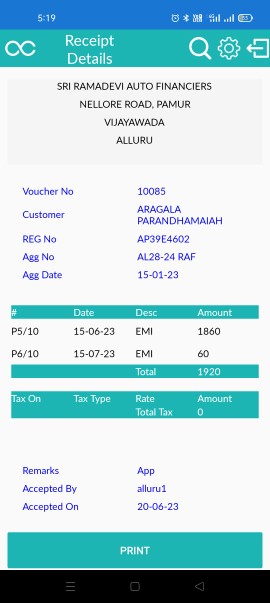 5:19
Receipt
Details
SRI RAMADEVI AUTO FINANCIERS
NELLORE ROAD, PAMUR
VIJAYAWADA
ALLURU
Voucher No 10085
Customer ARAGALA
PARANDHAMAIAH
REG No AP39E4602
Agg No AL28-24 RAF
Agg Date 15-01-23
# Date Desc Amount
P5/10 15-06-23 EMI 1860
P6/10 15-07-23 EMI 60
Total 1920
Tax On Tax Type Rate Amount
Total Tax 0
Remarks App
Accepted By alluru1
Accepted On 20-06-23
PRINT